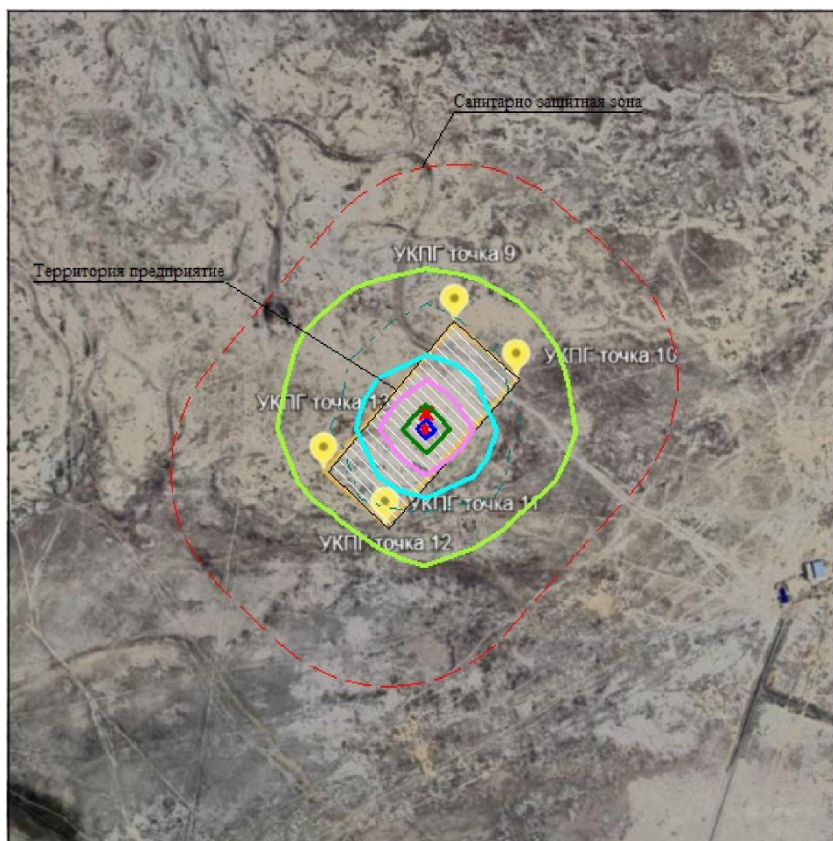 Санитарно защитная зона
УКПГ точка 9
Территория предприятие
УКПГ точка 10
УКПГ точка 13
УКПГ точка 11
УКПГ точка 12